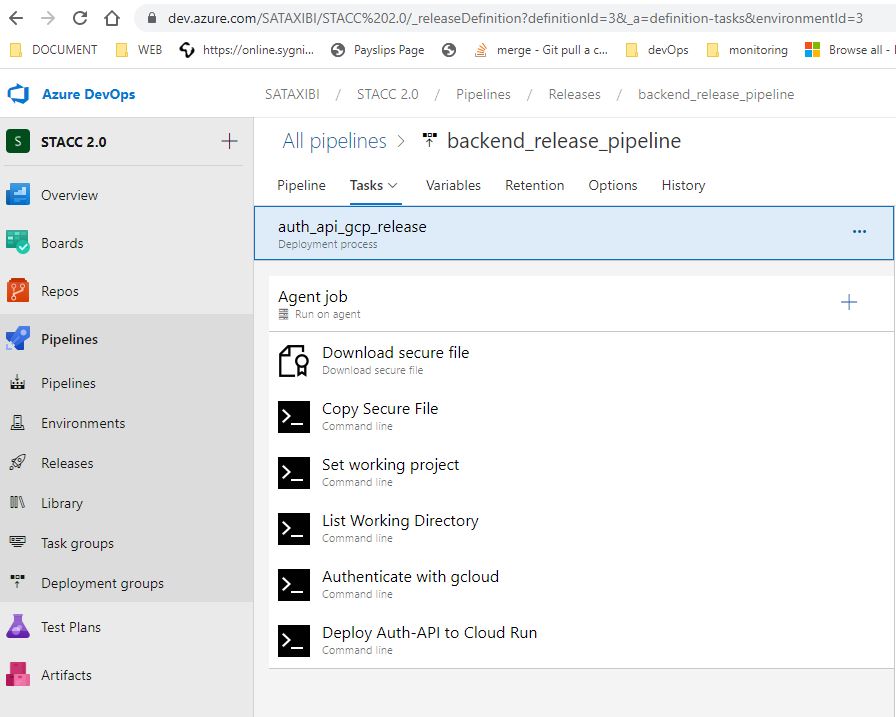 dev.azure.com/SATAXIBI/STACC%202.0/_releaseDefinition?definitionId=3&_a=definition-tasks&environmentId=3
DOCUMENT WEB https://online.sygni... Payslips Page merge - Git pull a c... devOps monitoring Browse all -
Azure DevOps SATAXIBI / STACC 2.0 / Pipelines / Releases / backend_release_pipeline
S STACC 2.0
Overview
Boards
Repos
Pipelines
Pipelines
Environments
Releases
Library
Task groups
Deployment groups
Test Plans
Artifacts
All pipelines > backend_release_pipeline
Pipeline Tasks Variables Retention Options History
auth_api_gcp_release
Deployment process
Agent job
Run on agent
Download secure file
Download secure file
Copy Secure File
Command line
Set working project
Command line
List Working Directory
Command line
Authenticate with gcloud
Command line
Deploy Auth-API to Cloud Run
Command line